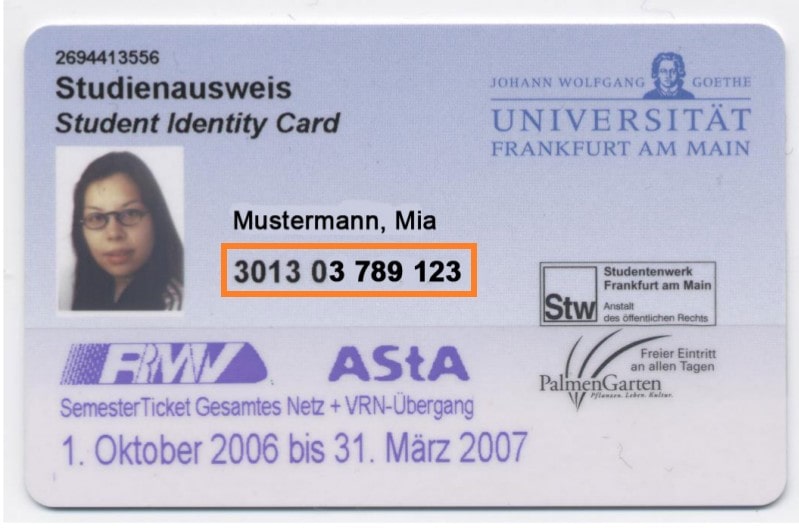 2694413556
Studienausweis
Student Identity Card
JOHANN WOLFGANG GOETHE
UNIVERSITÄT
FRANKFURT AM MAIN
Mustermann, Mia
3013 03 789 123
Studentenwerk
Frankfurt am Main
Stw
Anstalt
des öffentlichen Rechts
RMV
AStA
Freier Eintritt
an allen Tagen
PalmenGarten
Pflanzen. Leben. Kultur.
SemesterTicket Gesamtes Netz + VRN-Übergang
1. Oktober 2006 bis 31. März 2007